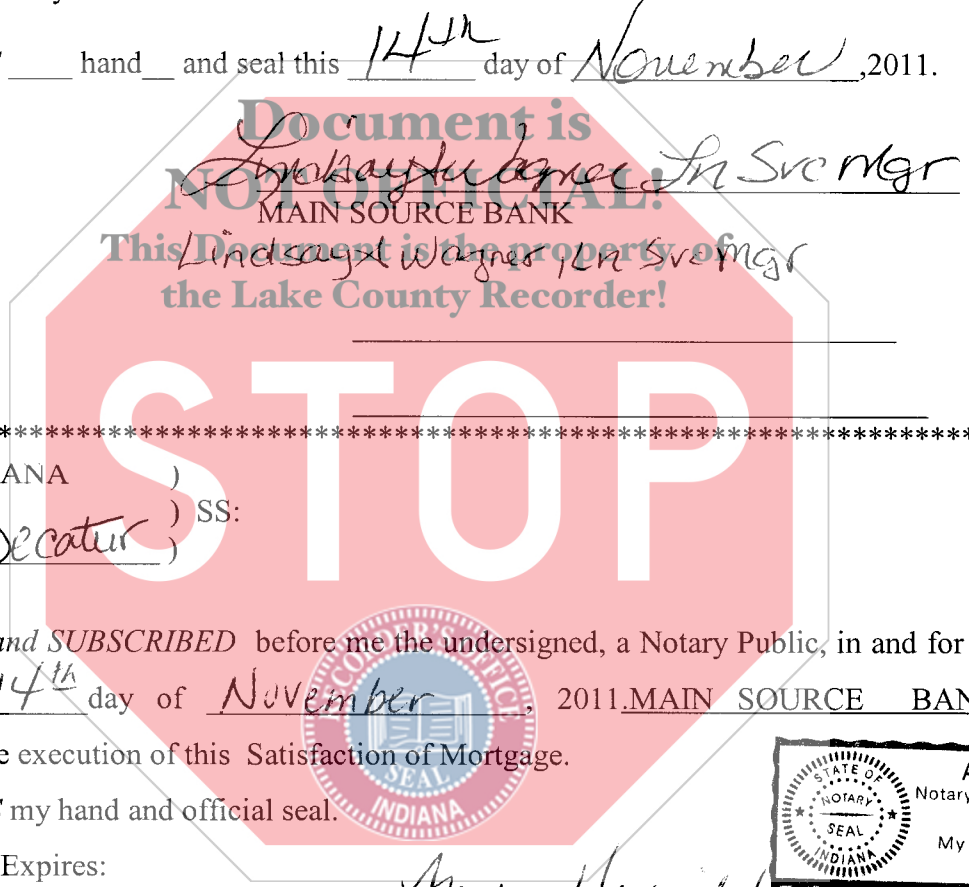 hand and seal this 14th day of November ,2011.
Document is
Ln Svc Mgr
NOT OFFICIAL!
MAIN SOURCE BANK
This Document is the property of
Lindsay Wagner, Ln Svc Mgr
the Lake County Recorder!
STOP
****************************************************************
ANA )
) SS:
Decatur )
and SUBSCRIBED before me the undersigned, a Notary Public, in and for
14th day of November, 2011. MAIN SOURCE BAN
e execution of this Satisfaction of Mortgage.
my hand and official seal.
Expires:
RECORDER'S OFFICE
SEAL
INDIANA
STATE OF
NOTARY
SEAL
INDIANA
Notary
My